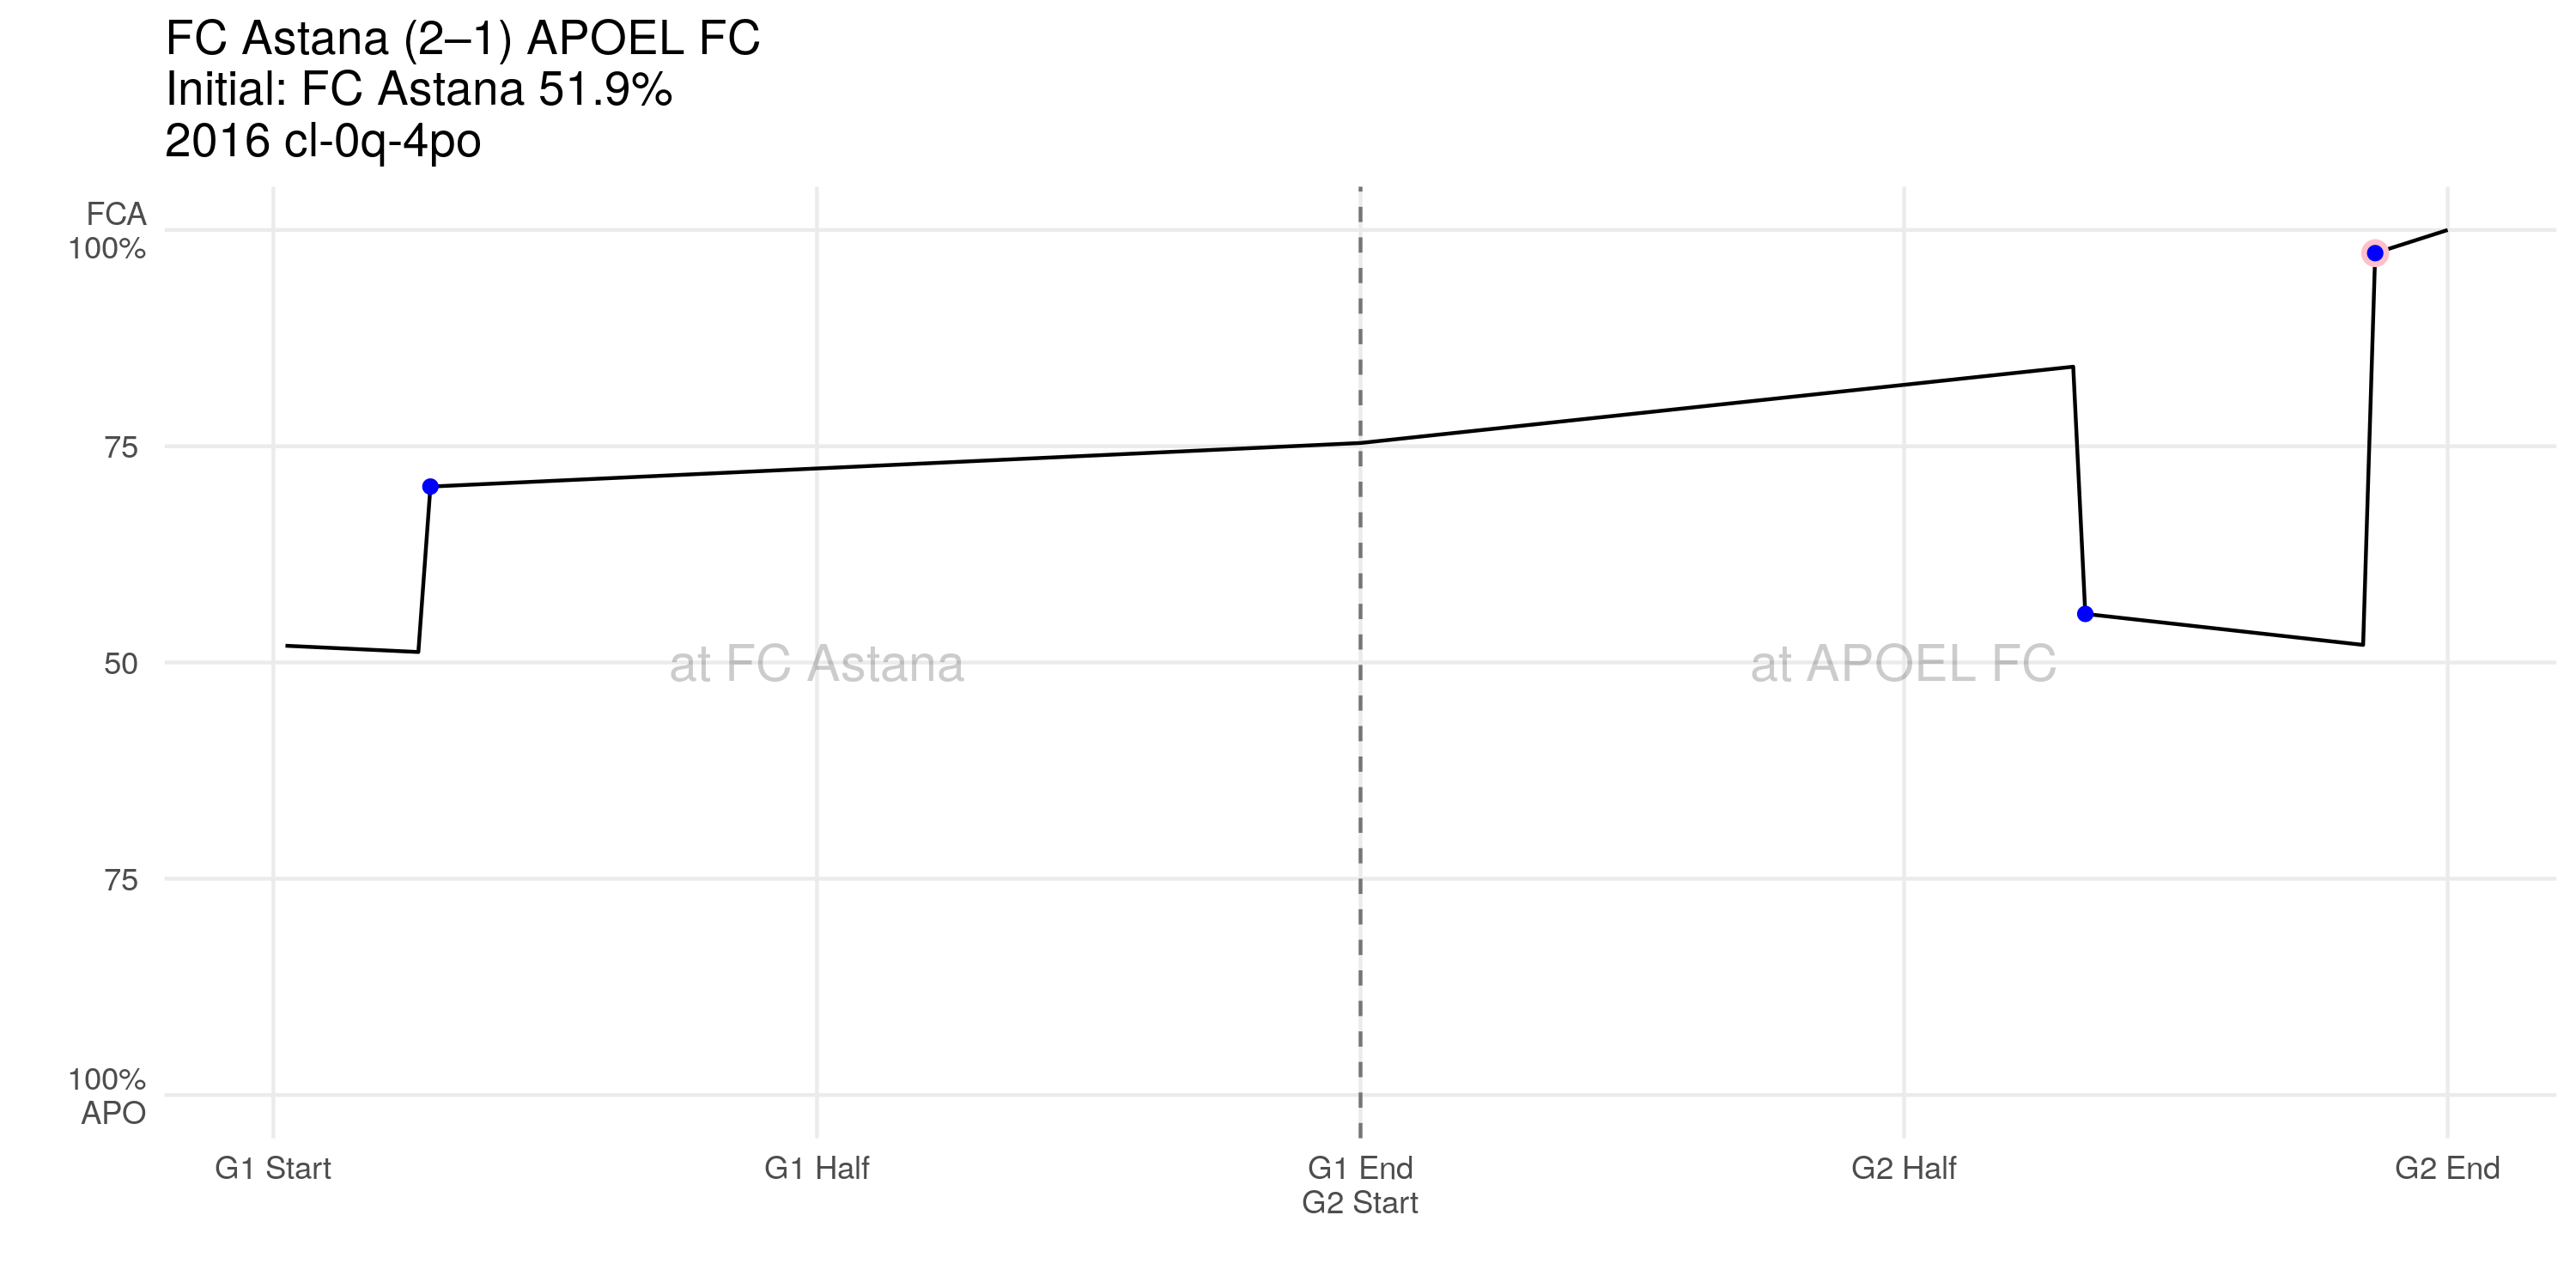 FC Astana (2–1) APOEL FC
Initial: FC Astana 51.9%
2016 cl-0q-4po
FCA
100%
75
50
75
100%
APO
at FC Astana
at APOEL FC
G1 Start
G1 Half
G1 End
G2 Start
G2 Half
G2 End